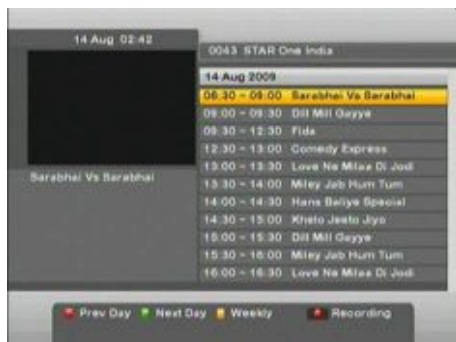 14 Aug 02:42
0043 STAR One India
14 Aug 2009
08:30 - 09:00 Sarabhai Vs Sarabhai
09:00 - 09:30 Dill Mill Gayye
09:30 - 12:30 Fida
12:30 - 13:00 Comedy Express
13:00 - 13:30 Love Ne Milaa Di Jodi
Sarabhai Vs Sarabhai
13:30 - 14:00 Miley Jab Hum Tum
14:00 - 14:30 Hans Baliye Special
14:30 - 15:00 Khelo Jeeto Jiyo
15:00 - 15:30 Dill Mill Gayye
15:30 - 16:00 Miley Jab Hum Tum
16:00 - 16:30 Love Ne Milaa Di Jodi
Prev Day Next Day Weekly Recording